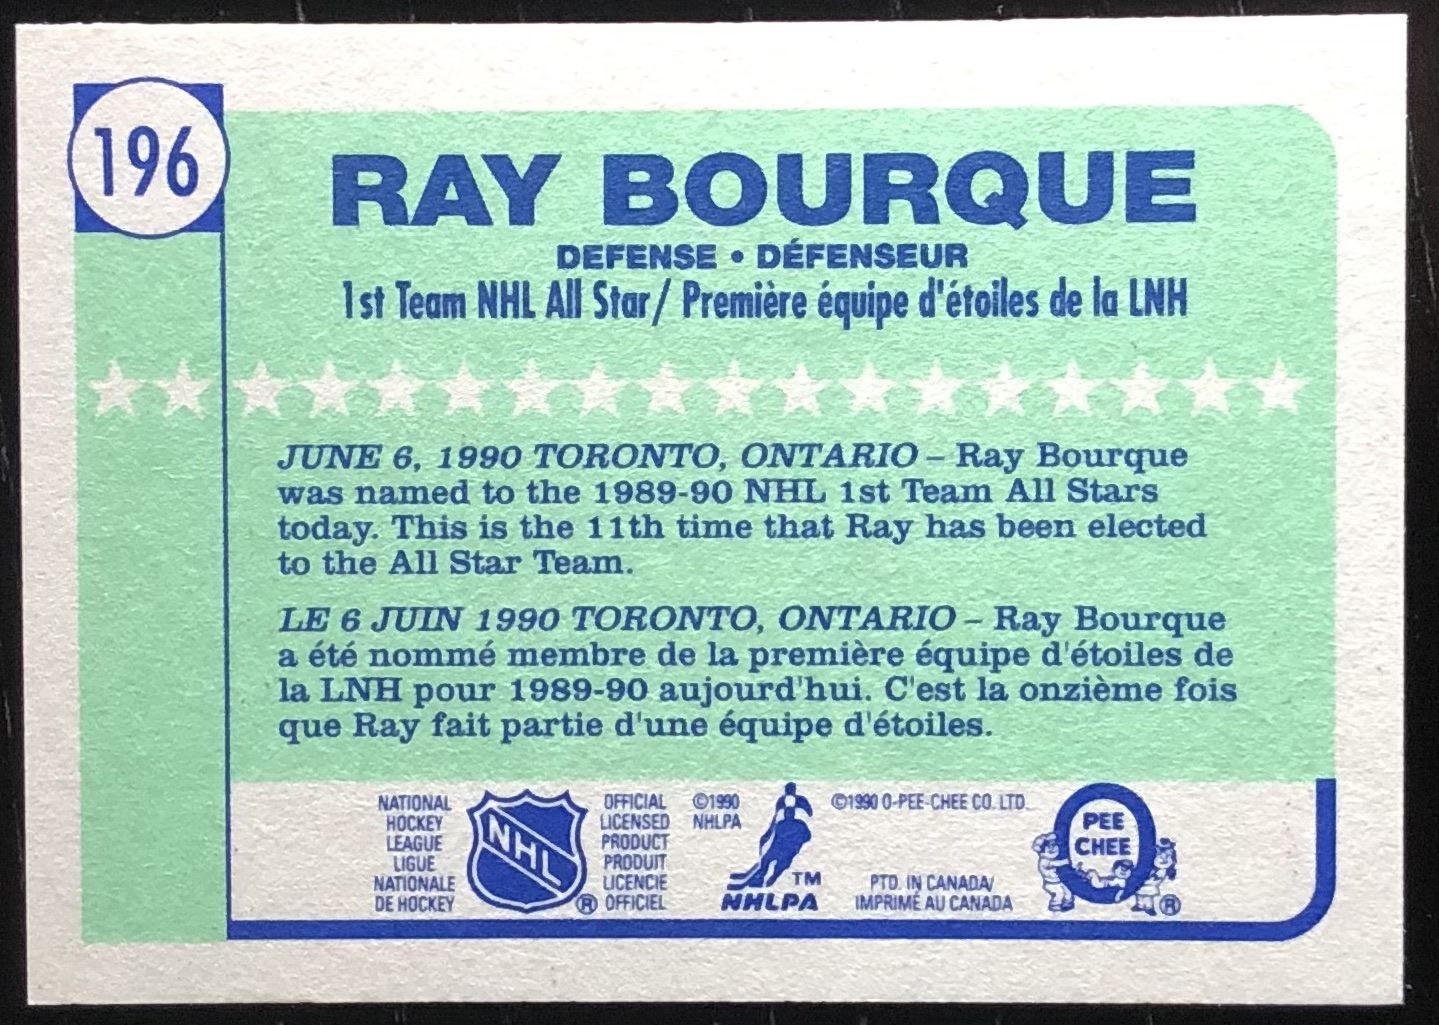 196
RAY BOURQUE
DEFENSE • DÉFENSEUR
1st Team NHL All Star/ Première équipe d'étoiles de la LNH
JUNE 6, 1990 TORONTO, ONTARIO – Ray Bourque
was named to the 1989-90 NHL 1st Team All Stars
today. This is the 11th time that Ray has been elected
to the All Star Team.
LE 6 JUIN 1990 TORONTO, ONTARIO – Ray Bourque
a été nommé membre de la première équipe d'étoiles de
la LNH pour 1989-90 aujourd'hui. C'est la onzième fois
que Ray fait partie d'une équipe d'étoiles.
NATIONAL
HOCKEY
LEAGUE
LIGUE
NATIONALE
DE HOCKEY
NHL
®
OFFICIAL
LICENSED
PRODUCT
PRODUIT
LICENCIE
OFFICIEL
©1990
NHLPA
TM
NHLPA
©1990 O-PEE-CHEE CO. LTD.
PTD. IN CANADA/
IMPRIMÉ AU CANADA
PEE
CHEE
®